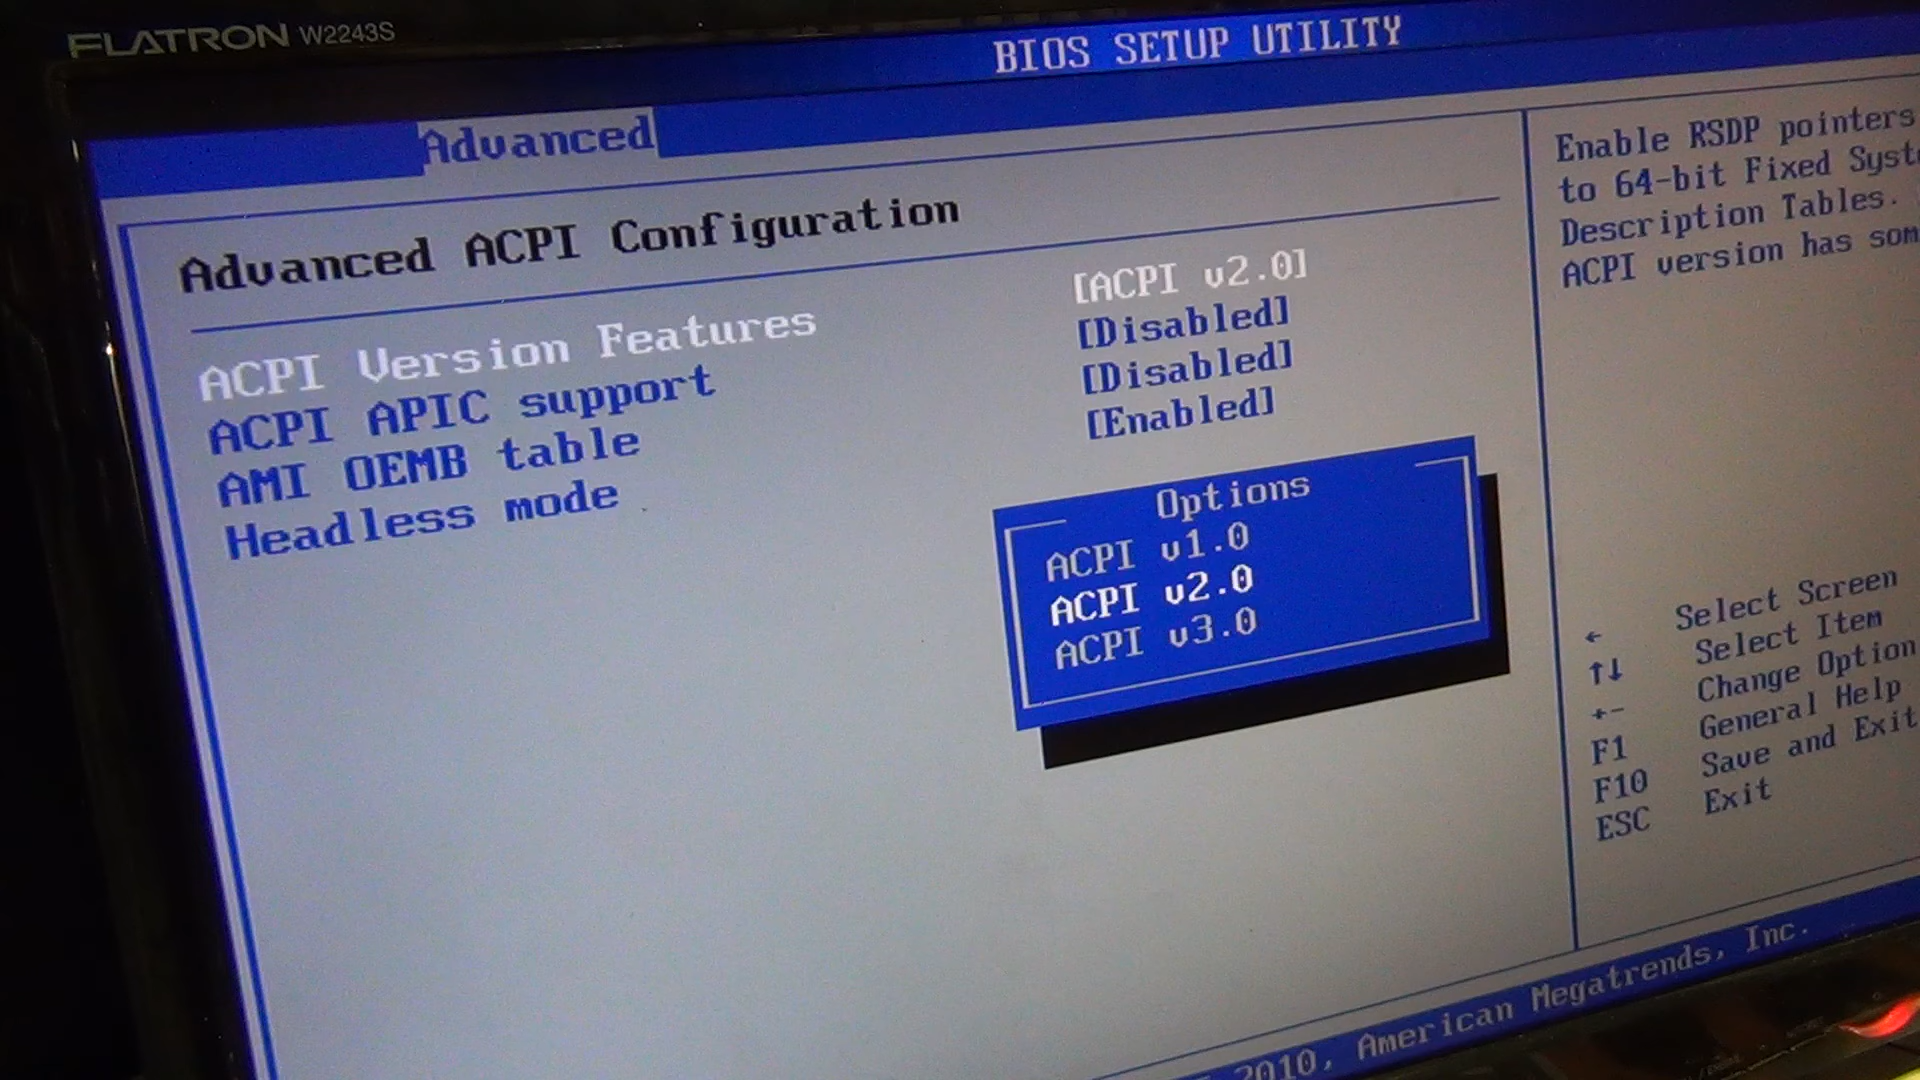 FLATRON W2243S
BIOS SETUP UTILITY
Advanced
Advanced ACPI Configuration
ACPI Version Features [ACPI v2.0]
ACPI APIC support [Disabled]
AMI OEMB table [Disabled]
Headless mode [Enabled]
Options
ACPI v1.0
ACPI v2.0
ACPI v3.0
Enable RSDP pointers
to 64-bit Fixed Syst
Description Tables.
ACPI version has som
← Select Screen
↑↓ Select Item
+- Change Option
F1 General Help
F10 Save and Exit
ESC Exit
2010, American Megatrends, Inc.